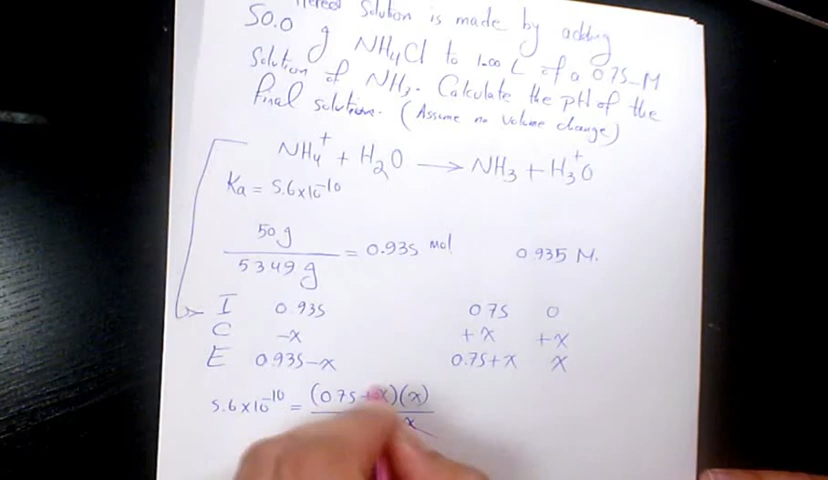 solution is made by adding
50.0 g NH4Cl to 1.00 L of a 0.75-M
solution of NH3. Calculate the pH of the
final solution. (Assume no volume change)
NH4+ + H2O → NH3 + H3+O
Ka = 5.6x10-10
50 g
= 0.935 mol 0.935 M.
53.49 g
I 0.935 0.75 0
C -x +x +x
E 0.935-x 0.75+x x
5.6x10-10 = (0.75+x)(x)
x